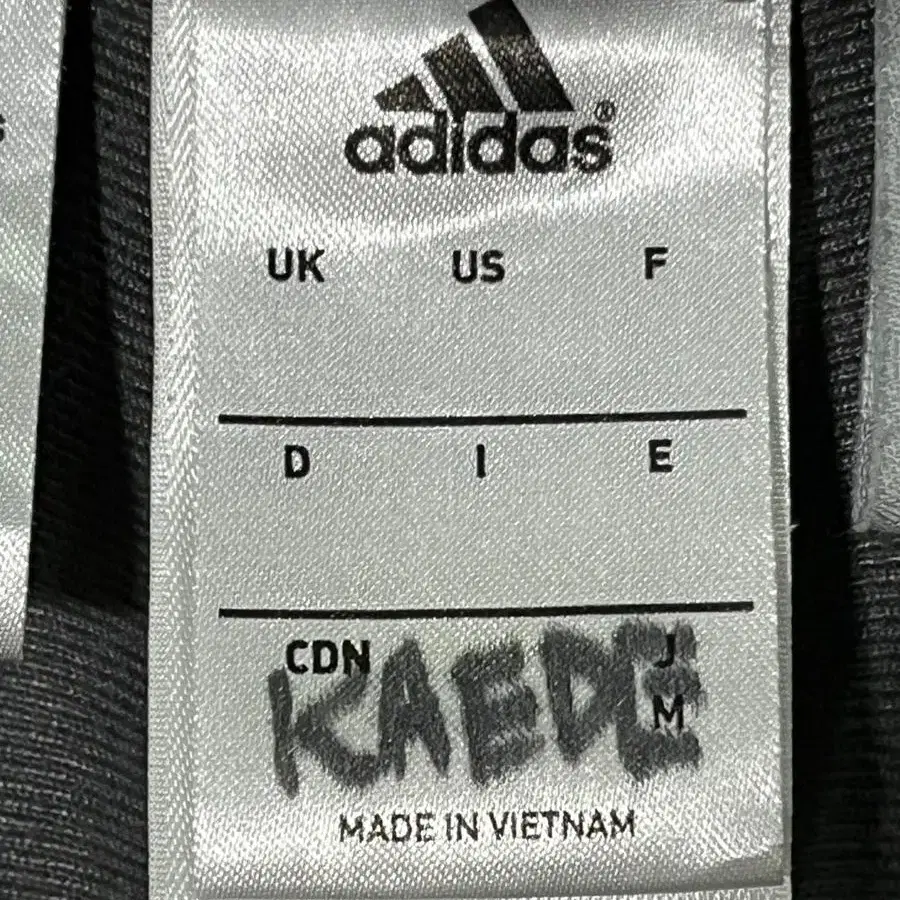 adidas®
UK US F
D I E
CDN J
KAEDE M
MADE IN VIETNAM